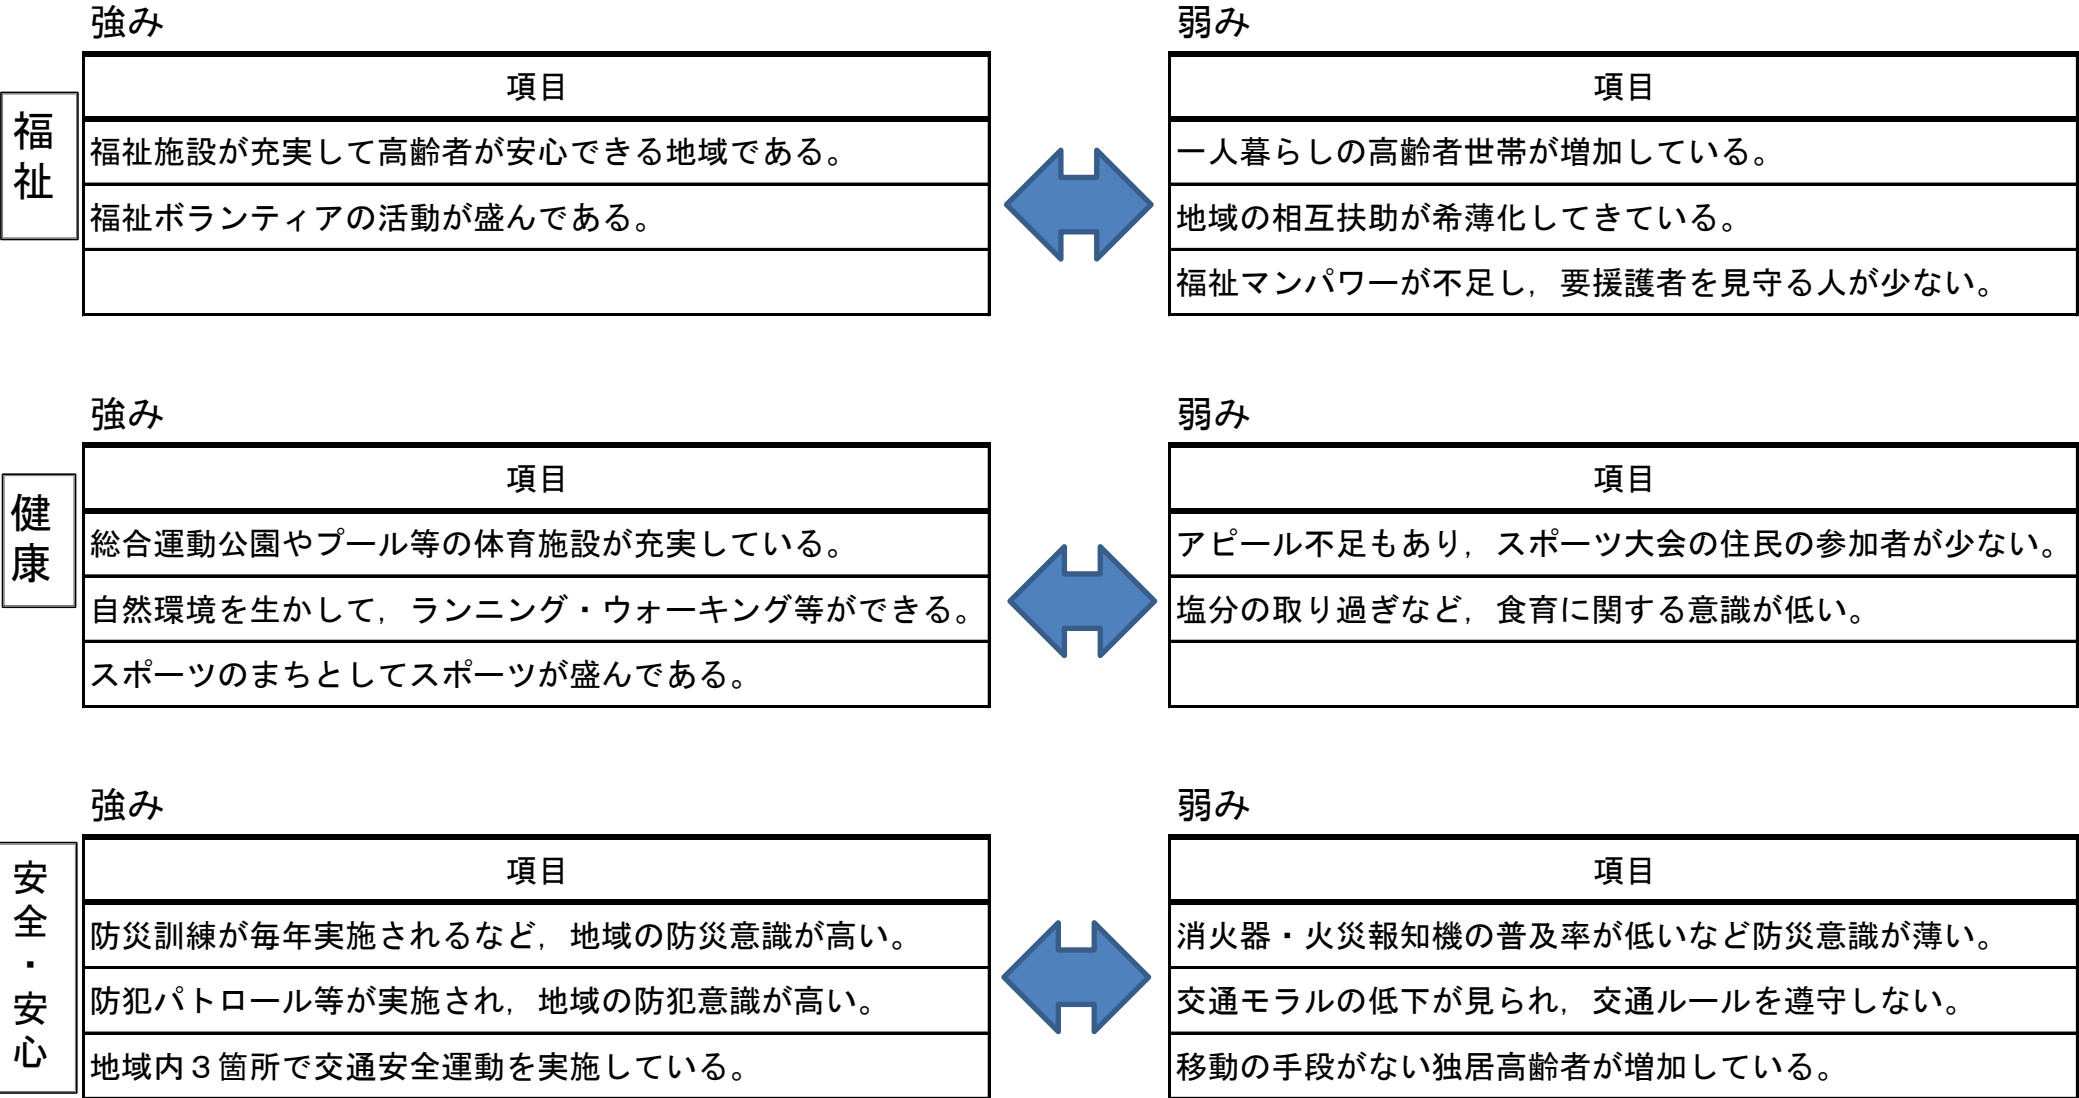 強み
弱み
福祉
項目
項目
福祉施設が充実して高齢者が安心できる地域である。
一人暮らしの高齢者世帯が増加している。
福祉ボランティアの活動が盛んである。
地域の相互扶助が希薄化してきている。
福祉マンパワーが不足し，要援護者を見守る人が少ない。
強み
弱み
健康
項目
項目
総合運動公園やプール等の体育施設が充実している。
アピール不足もあり，スポーツ大会の住民の参加者が少ない。
自然環境を生かして，ランニング・ウォーキング等ができる。
塩分の取り過ぎなど，食育に関する意識が低い。
スポーツのまちとしてスポーツが盛んである。
強み
弱み
安全・安心
項目
項目
防災訓練が毎年実施されるなど，地域の防災意識が高い。
消火器・火災報知機の普及率が低いなど防災意識が薄い。
防犯パトロール等が実施され，地域の防犯意識が高い。
交通モラルの低下が見られ，交通ルールを遵守しない。
地域内３箇所で交通安全運動を実施している。
移動の手段がない独居高齢者が増加している。